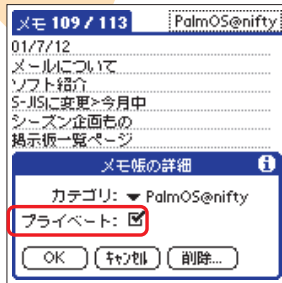 メモ 109 / 113 PalmOS@nifty
01/7/12
メールについて
ソフト紹介
S-JISに変更>今月中
シーズン企画もの
掲示板一覧ページ
メモ帳の詳細
カテゴリ: PalmOS@nifty
プライベート:
OK キャンセル 削除...